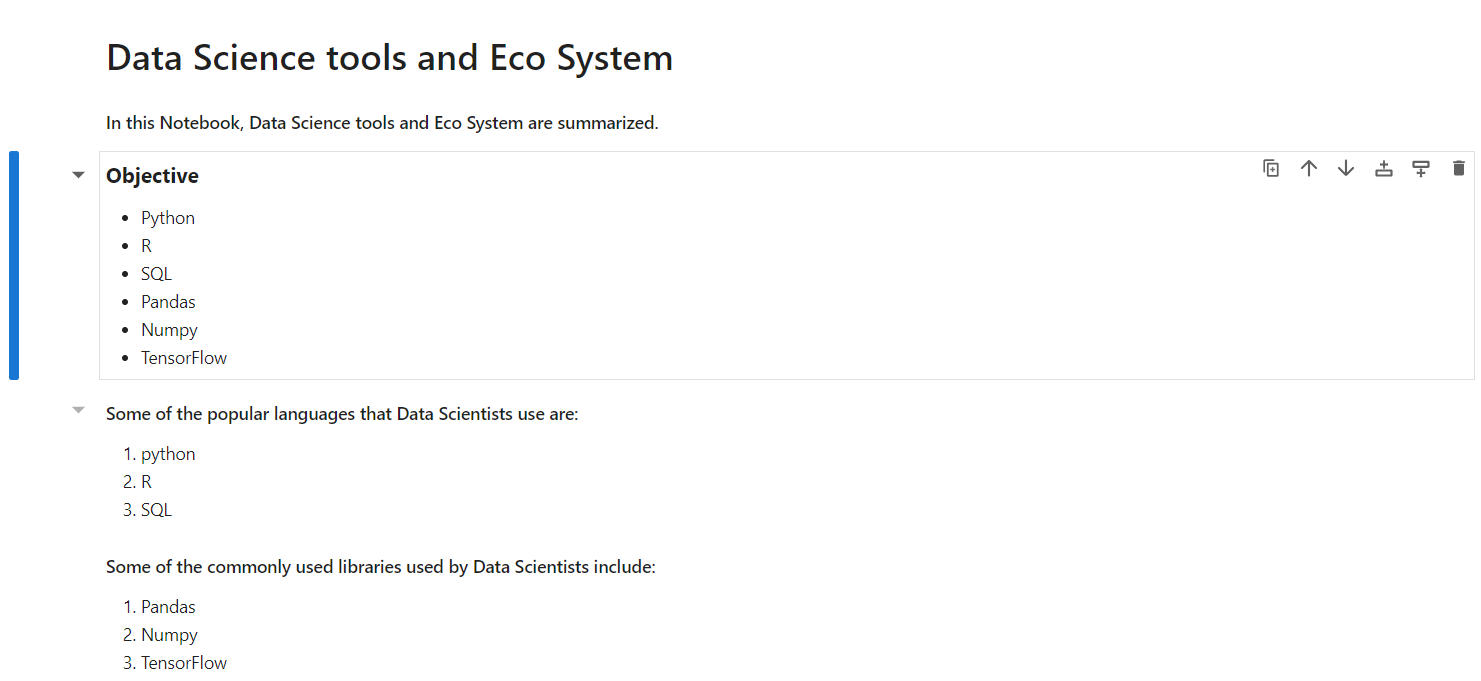 Data Science tools and Eco System
In this Notebook, Data Science tools and Eco System are summarized.
Objective
• Python
• R
• SQL
• Pandas
• Numpy
• TensorFlow
Some of the popular languages that Data Scientists use are:
1. python
2. R
3. SQL
Some of the commonly used libraries used by Data Scientists include:
1. Pandas
2. Numpy
3. TensorFlow